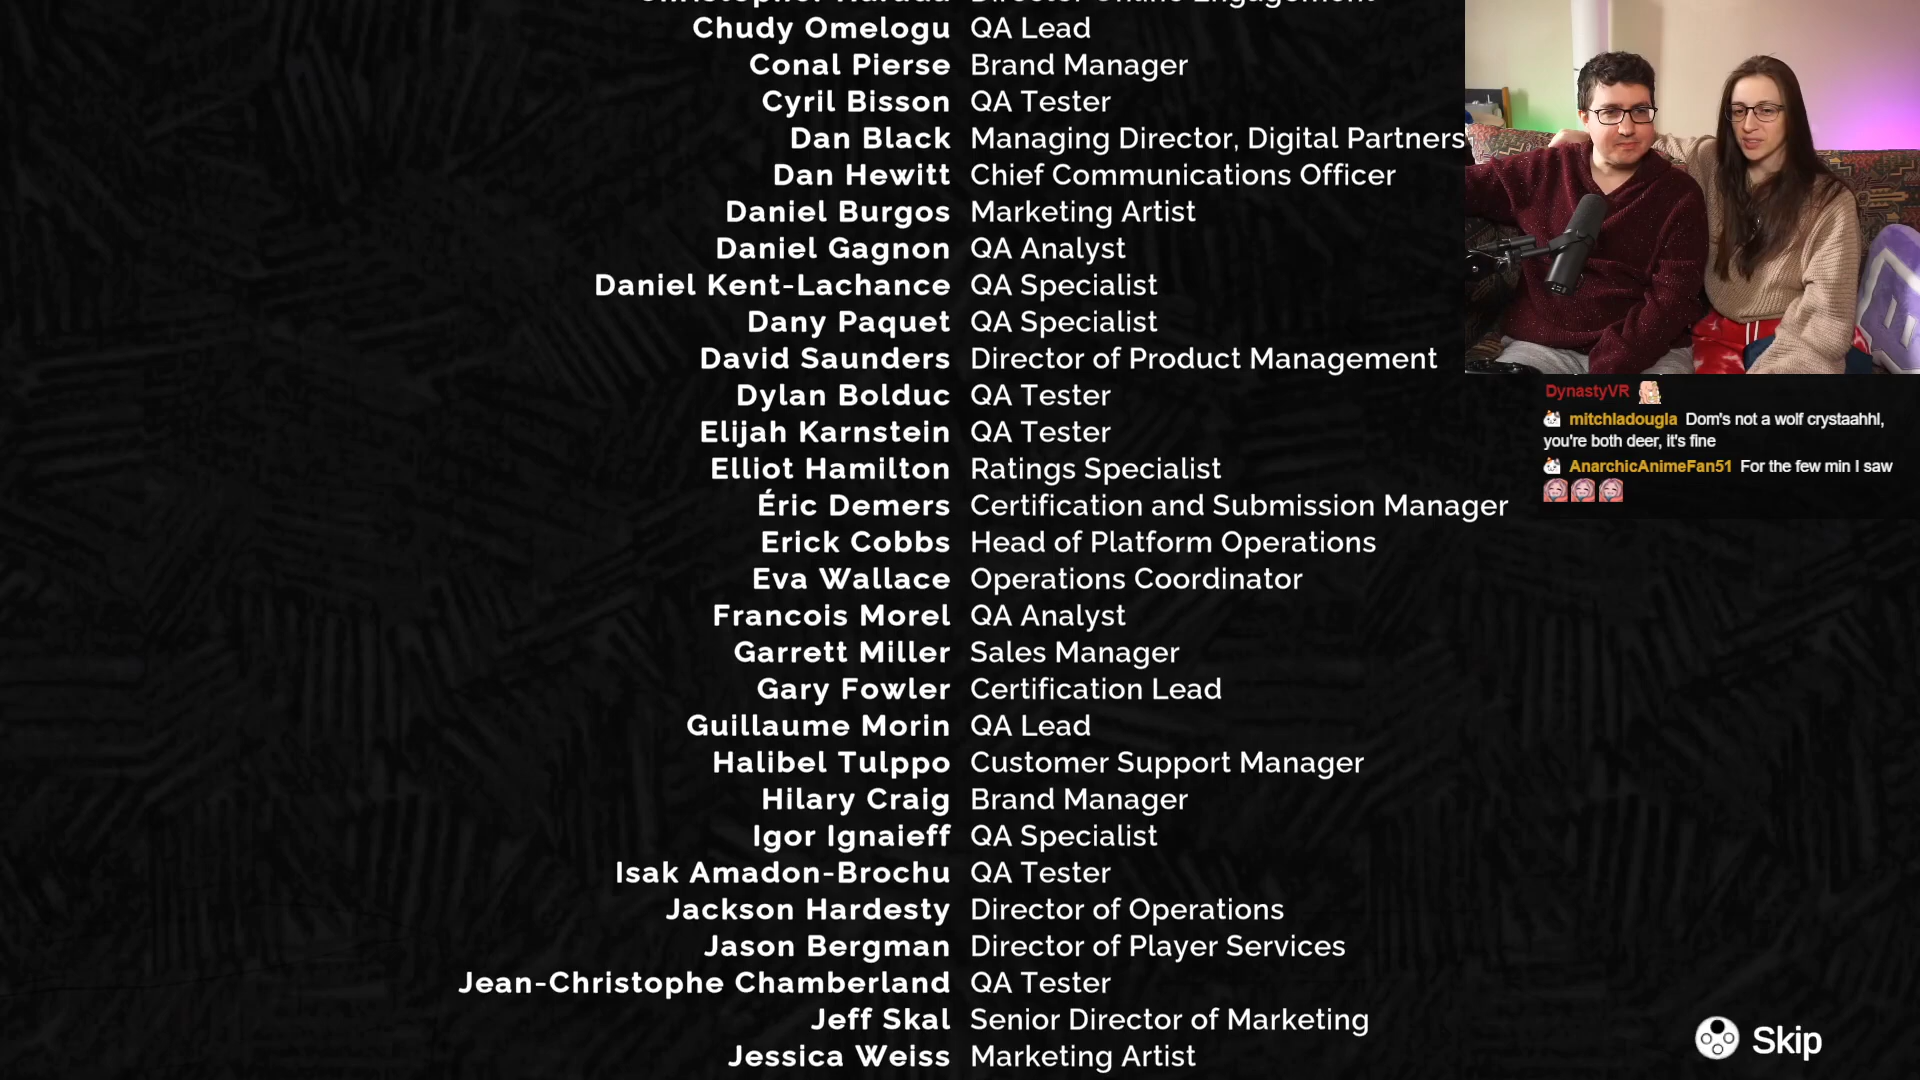 Chudy Omelogu QA Lead
Conal Pierse Brand Manager
Cyril Bisson QA Tester
Dan Black Managing Director, Digital Partners
Dan Hewitt Chief Communications Officer
Daniel Burgos Marketing Artist
Daniel Gagnon QA Analyst
Daniel Kent-Lachance QA Specialist
Dany Paquet QA Specialist
David Saunders Director of Product Management
Dylan Bolduc QA Tester
Elijah Karnstein QA Tester
Elliot Hamilton Ratings Specialist
Éric Demers Certification and Submission Manager
Erick Cobbs Head of Platform Operations
Eva Wallace Operations Coordinator
Francois Morel QA Analyst
Garrett Miller Sales Manager
Gary Fowler Certification Lead
Guillaume Morin QA Lead
Halibel Tulppo Customer Support Manager
Hilary Craig Brand Manager
Igor Ignaieff QA Specialist
Isak Amadon-Brochu QA Tester
Jackson Hardesty Director of Operations
Jason Bergman Director of Player Services
Jean-Christophe Chamberland QA Tester
Jeff Skal Senior Director of Marketing
Jessica Weiss Marketing Artist
DynastyVR
mitchladougla Dom's not a wolf crystaahhl,
you're both deer, it's fine
AnarchicAnimeFan51 For the few min I saw
Skip